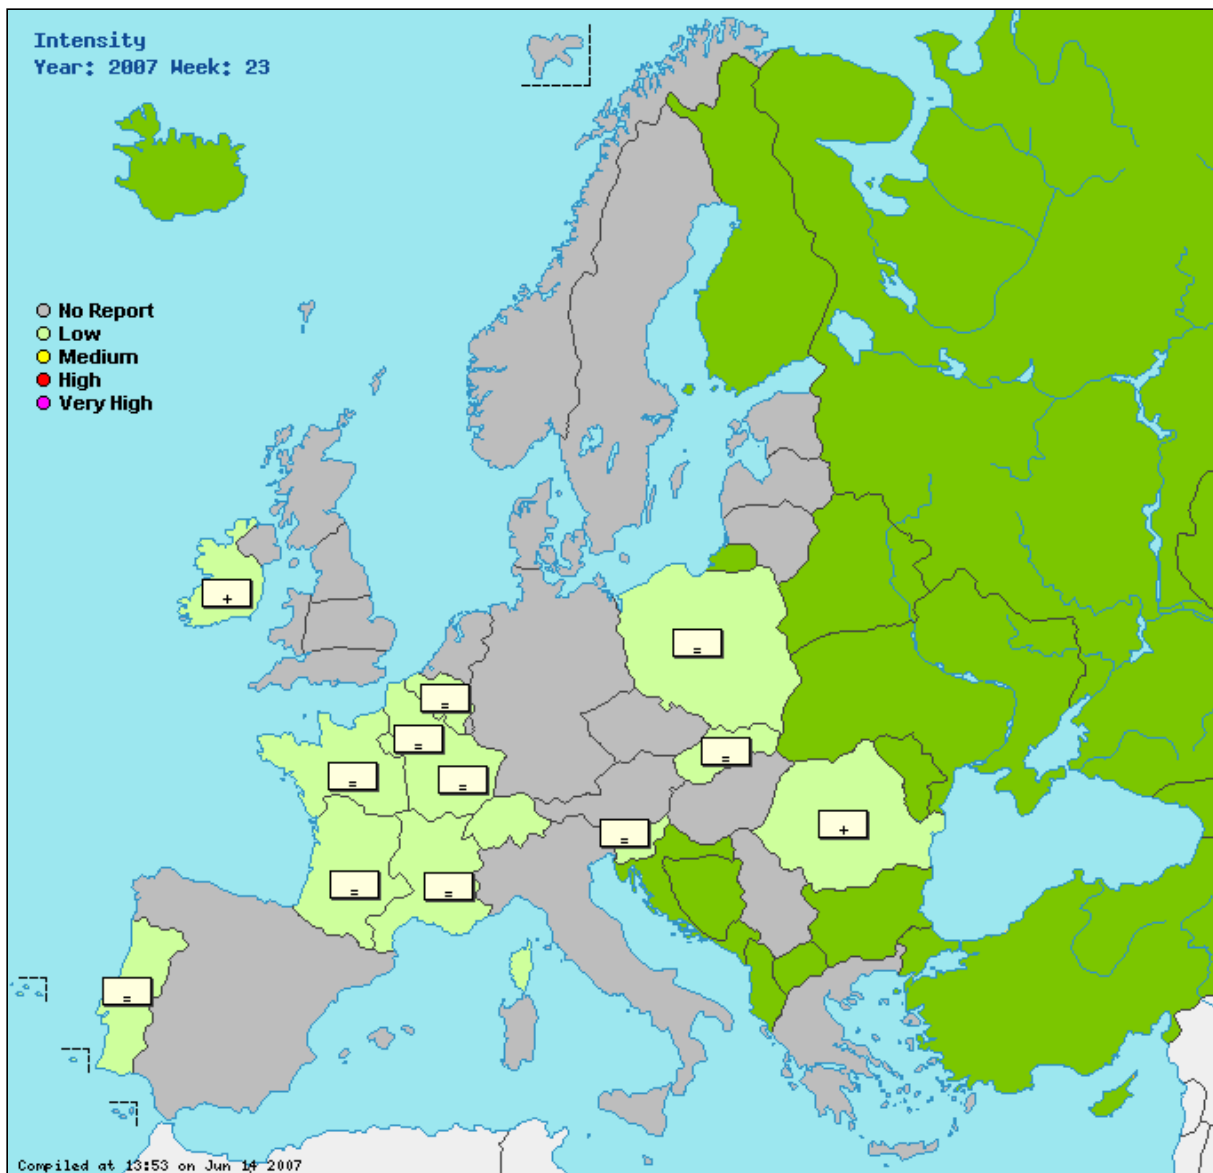 Intensity
Year: 2007 Week: 23
No Report
Low
Medium
High
Very High
+
=
=
=
=
=
=
=
+
=
=
=
Compiled at 13:53 on Jun 14 2007